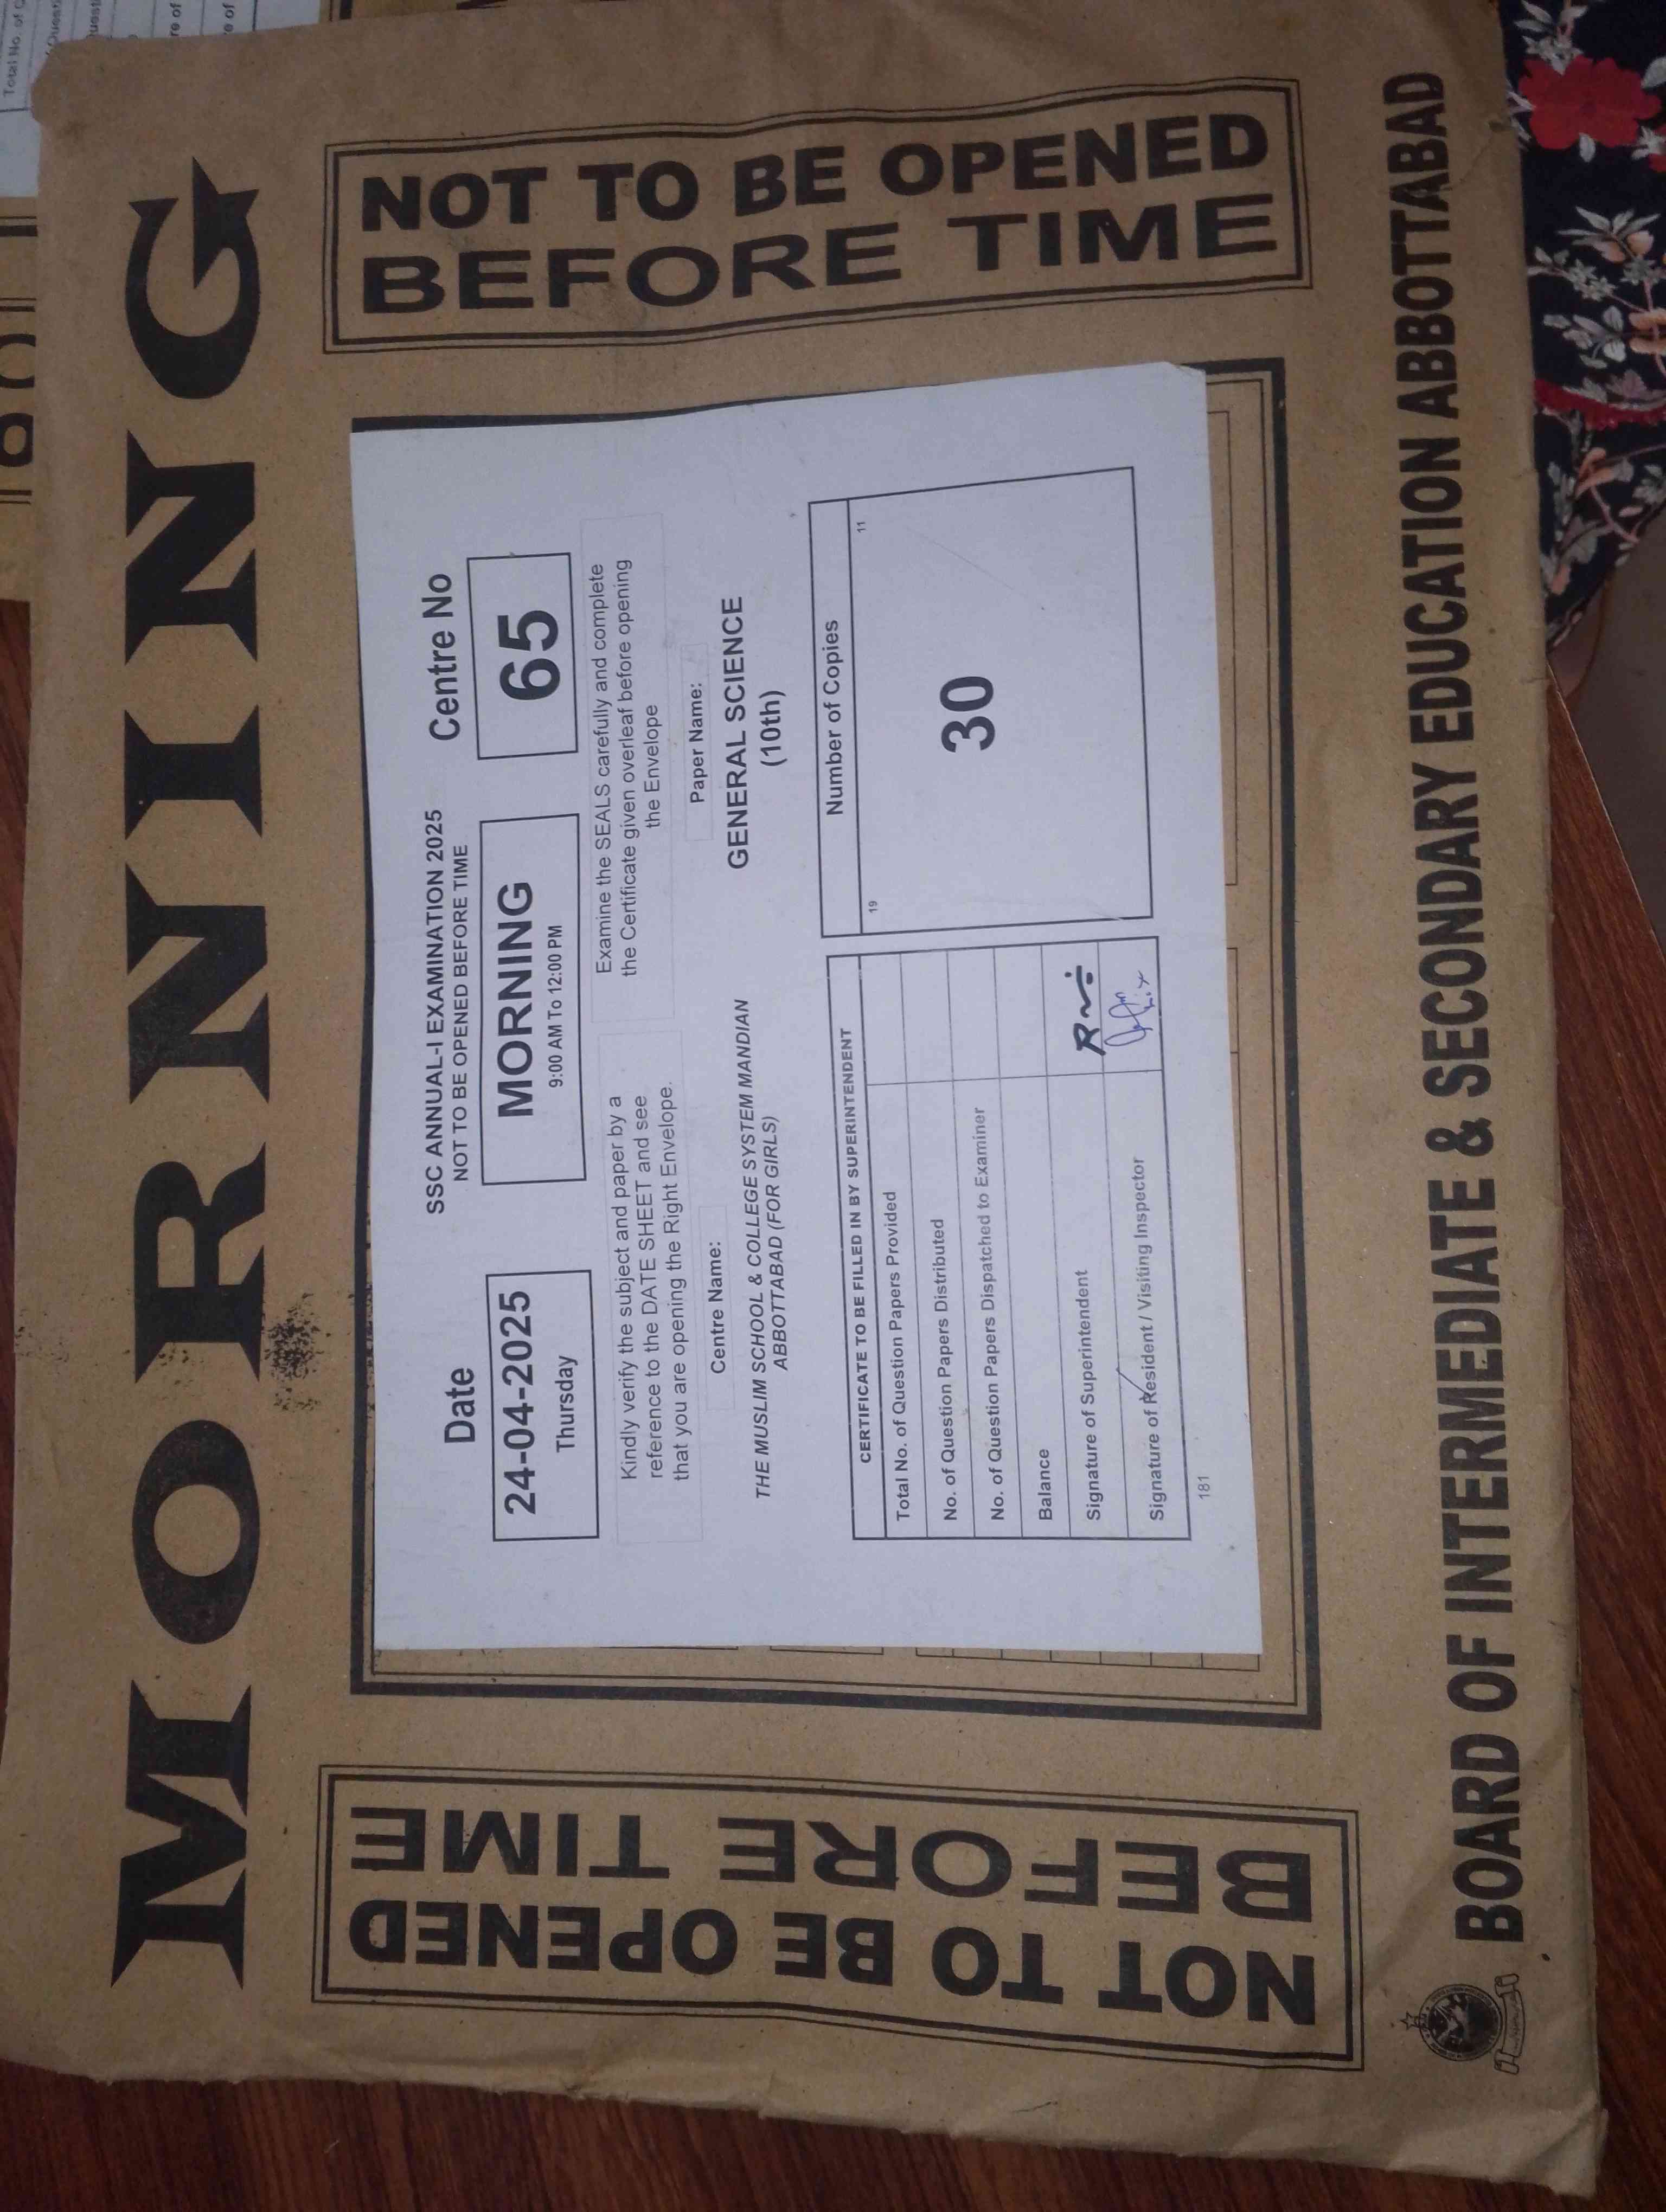 MORNING
NOT TO BE OPENED
BEFORE TIME
NOT TO BE OPENED
BEFORE TIME
SSC ANNUAL-I EXAMINATION 2025
NOT TO BE OPENED BEFORE TIME
Date
24-04-2025
Thursday
MORNING
9:00 AM To 12:00 PM
Centre No
65
Kindly verify the subject and paper by a
reference to the DATE SHEET and see
that you are opening the Right Envelope.
Examine the SEALS carefully and complete
the Certificate given overleaf before opening
the Envelope
Centre Name:
THE MUSLIM SCHOOL & COLLEGE SYSTEM MANDIAN
ABBOTTABAD (FOR GIRLS)
Paper Name:
GENERAL SCIENCE
(10th)
CERTIFICATE TO BE FILLED IN BY SUPERINTENDENT
Total No. of Question Papers Provided
No. of Question Papers Distributed
No. of Question Papers Dispatched to Examiner
Balance
Signature of Superintendent
Signature of Resident / Visiting Inspector
Number of Copies
19 11
30
181
BOARD OF INTERMEDIATE & SECONDARY EDUCATION ABBOTTABAD
Total No. of